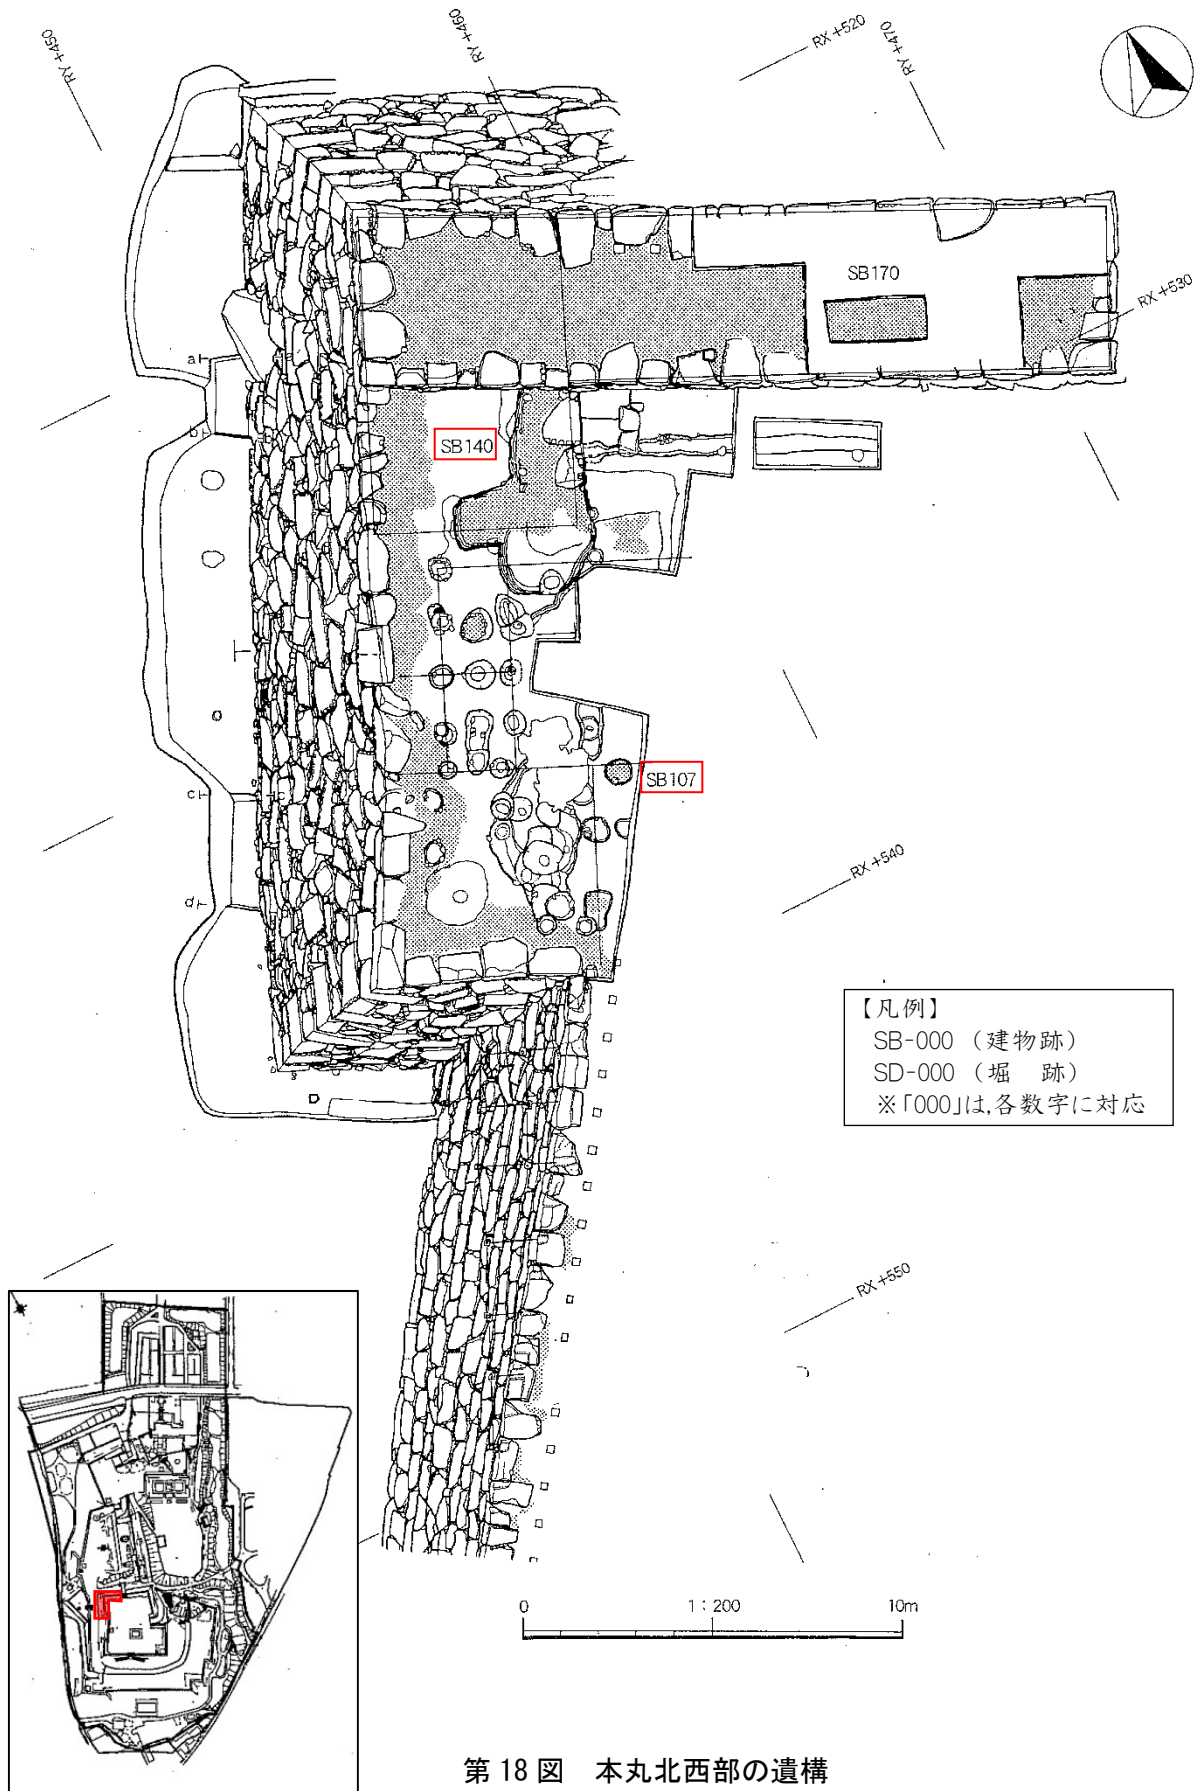 RY +450
RY +460
RX +520
RY +470
SB170
RX +530
a
b
SB140
SB107
c
c
d
RX +540
【凡例】
SB-000 (建物跡)
SD-000 (堀 跡)
※「000」は,各数字に対応
RX +550
0 1:200 10m
第 18 図 本丸北西部の遺構